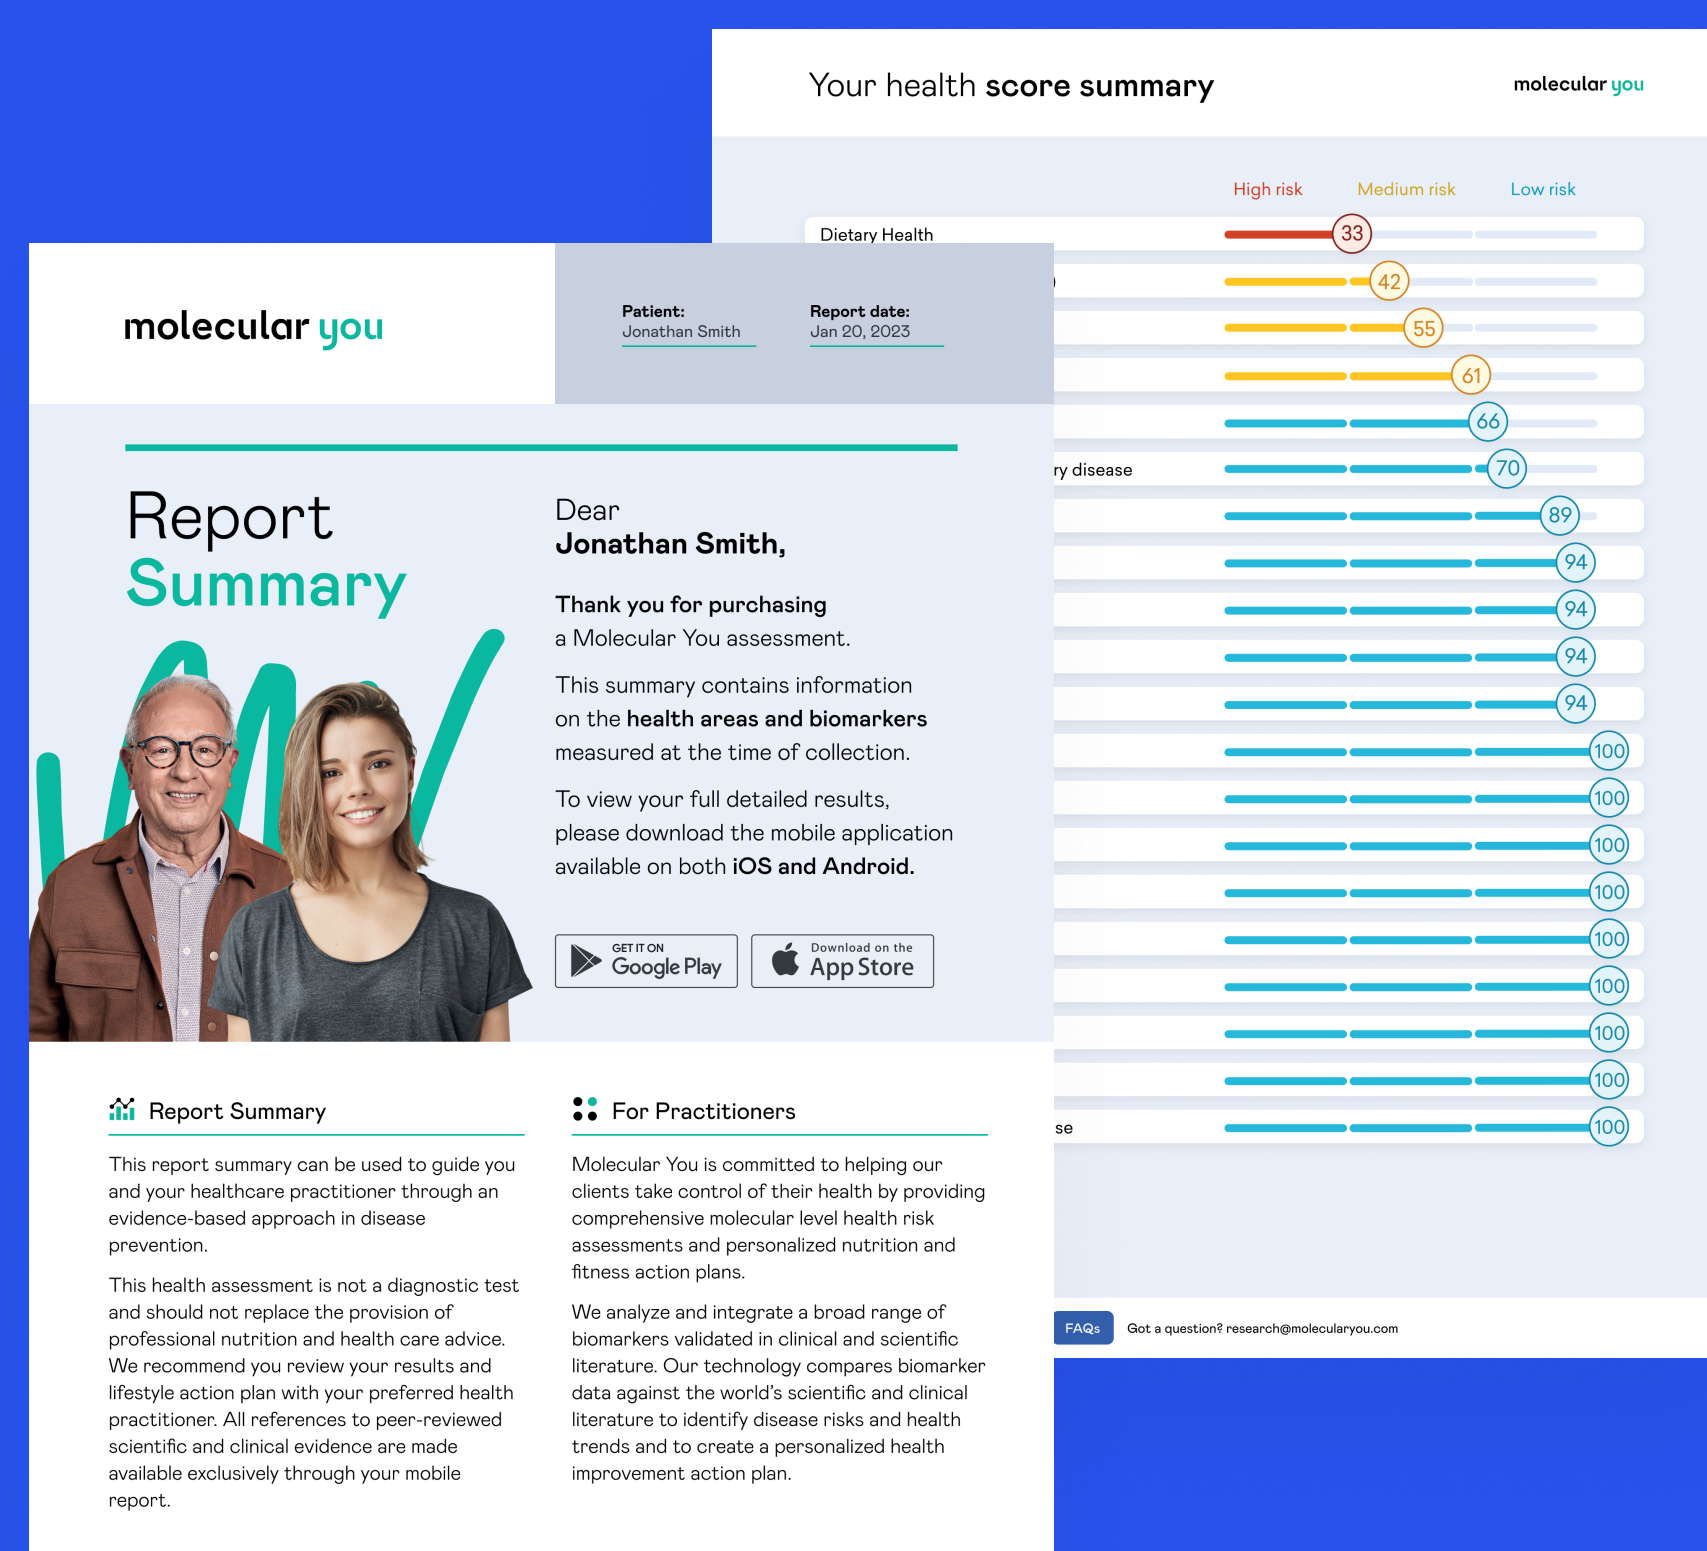 Your health score summary
molecular you
High risk Medium risk Low risk
Dietary Health 33
42
55
61
66
ry disease 70
89
94
94
94
94
100
100
100
100
100
100
100
100
se 100
FAQs Got a question? research@molecularyou.com
molecular you
Patient:
Jonathan Smith
Report date:
Jan 20, 2023
Report
Summary
Dear
Jonathan Smith,
Thank you for purchasing
a Molecular You assessment.
This summary contains information
on the health areas and biomarkers
measured at the time of collection.
To view your full detailed results,
please download the mobile application
available on both iOS and Android.
GET IT ON
Google Play
Download on the
App Store
Report Summary
This report summary can be used to guide you
and your healthcare practitioner through an
evidence-based approach in disease
prevention.
This health assessment is not a diagnostic test
and should not replace the provision of
professional nutrition and health care advice.
We recommend you review your results and
lifestyle action plan with your preferred health
practitioner. All references to peer-reviewed
scientific and clinical evidence are made
available exclusively through your mobile
report.
For Practitioners
Molecular You is committed to helping our
clients take control of their health by providing
comprehensive molecular level health risk
assessments and personalized nutrition and
fitness action plans.
We analyze and integrate a broad range of
biomarkers validated in clinical and scientific
literature. Our technology compares biomarker
data against the world's scientific and clinical
literature to identify disease risks and health
trends and to create a personalized health
improvement action plan.